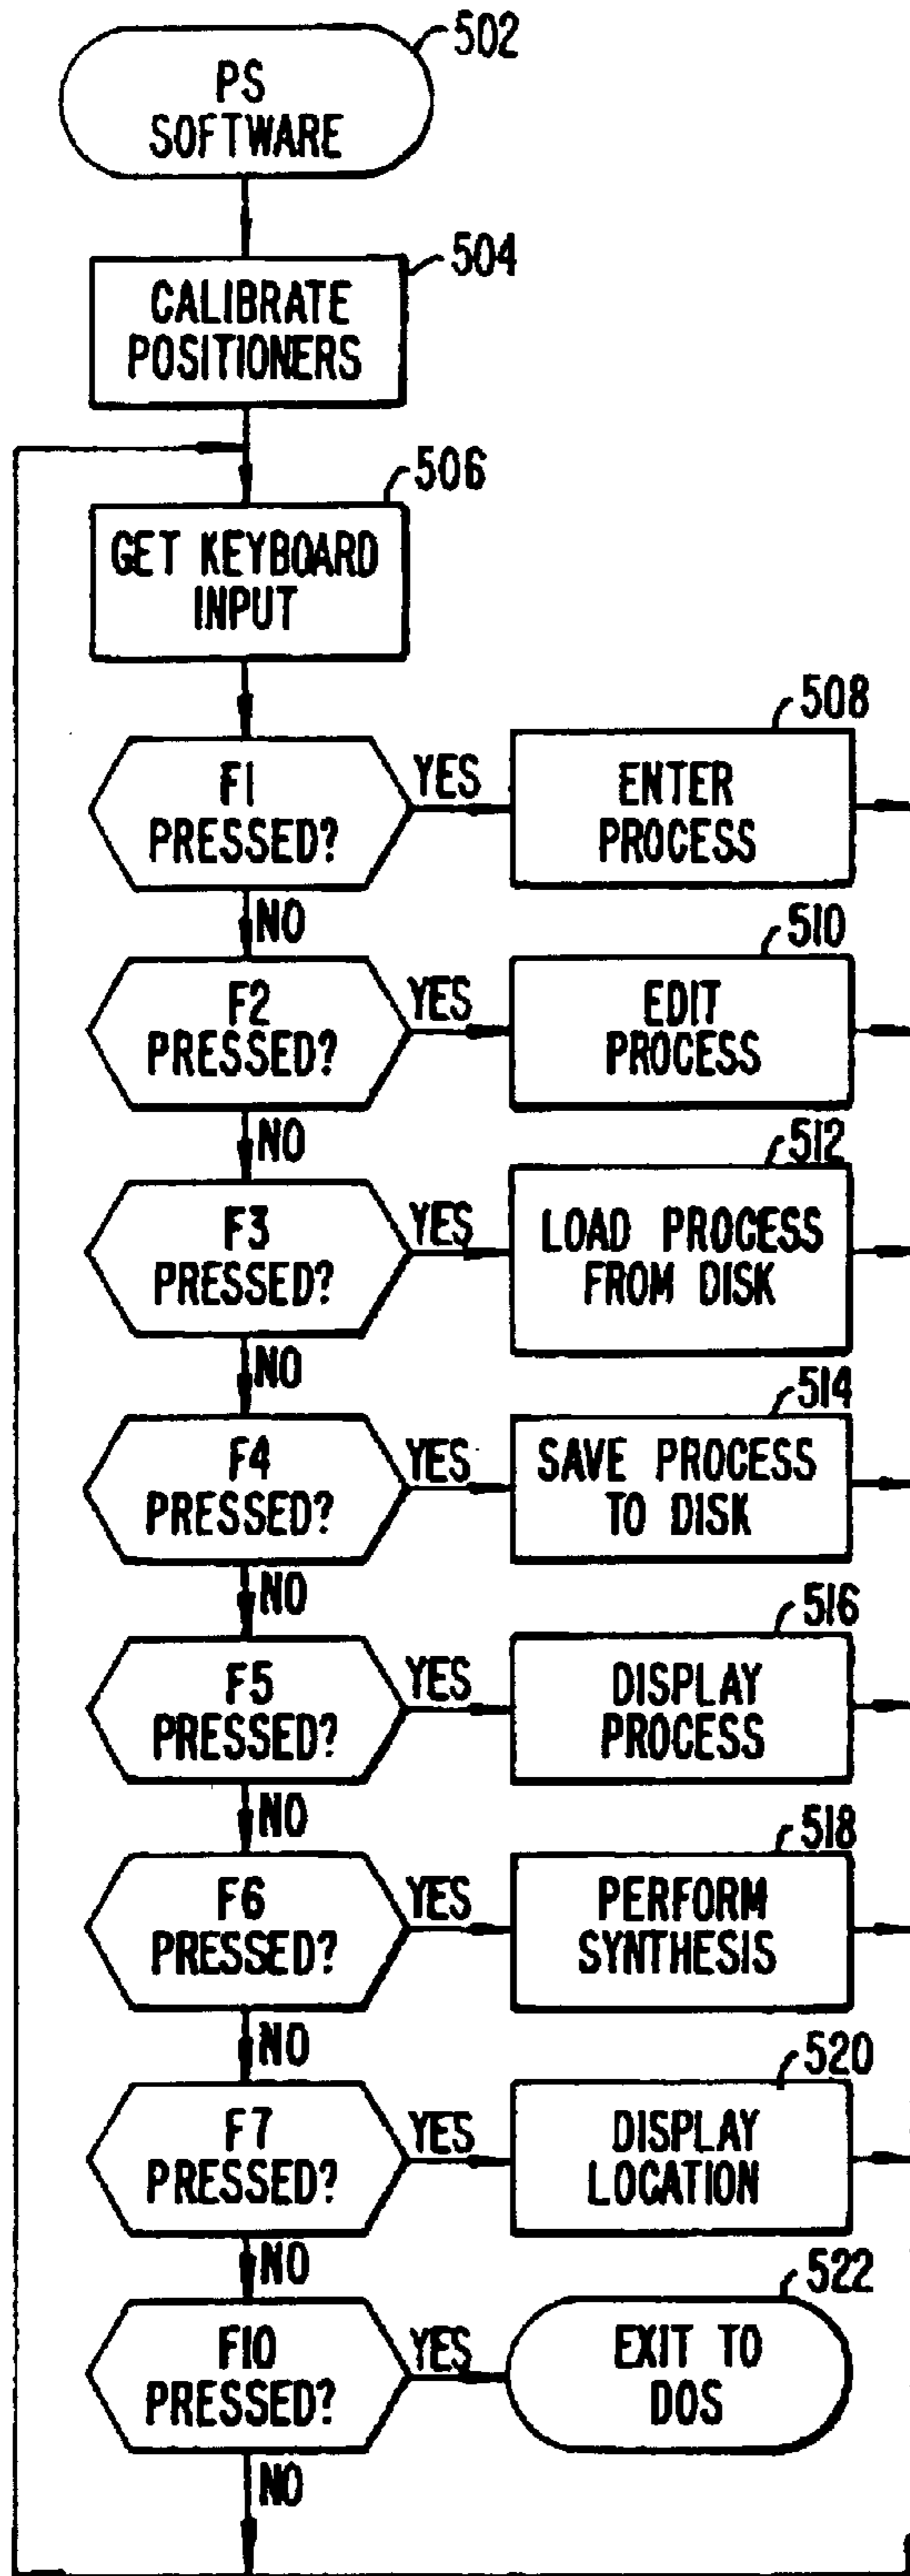 502
PS
SOFTWARE
504
CALIBRATE
POSITIONERS
506
GET KEYBOARD
INPUT
508
F1
PRESSED?
YES
ENTER
PROCESS
NO
510
F2
PRESSED?
YES
EDIT
PROCESS
NO
512
F3
PRESSED?
YES
LOAD PROCESS
FROM DISK
NO
514
F4
PRESSED?
YES
SAVE PROCESS
TO DISK
NO
516
F5
PRESSED?
YES
DISPLAY
PROCESS
NO
518
F6
PRESSED?
YES
PERFORM
SYNTHESIS
NO
520
F7
PRESSED?
YES
DISPLAY
LOCATION
NO
522
F10
PRESSED?
YES
EXIT TO
DOS
NO